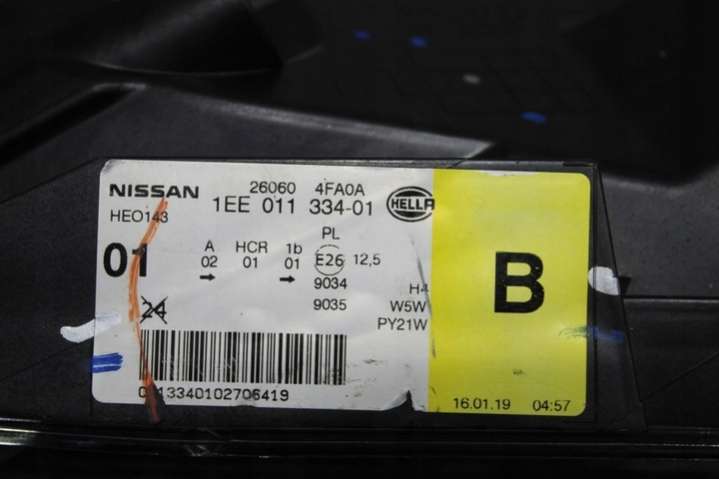 NISSAN 26060 4FA0A
HEO143 1EE 011 334-01 HELLA
PL
01 A HCR 1b E26 12,5
02 01 01
9034 H4
24 9035 W5W
PY21W
B
16.01.19 04:57